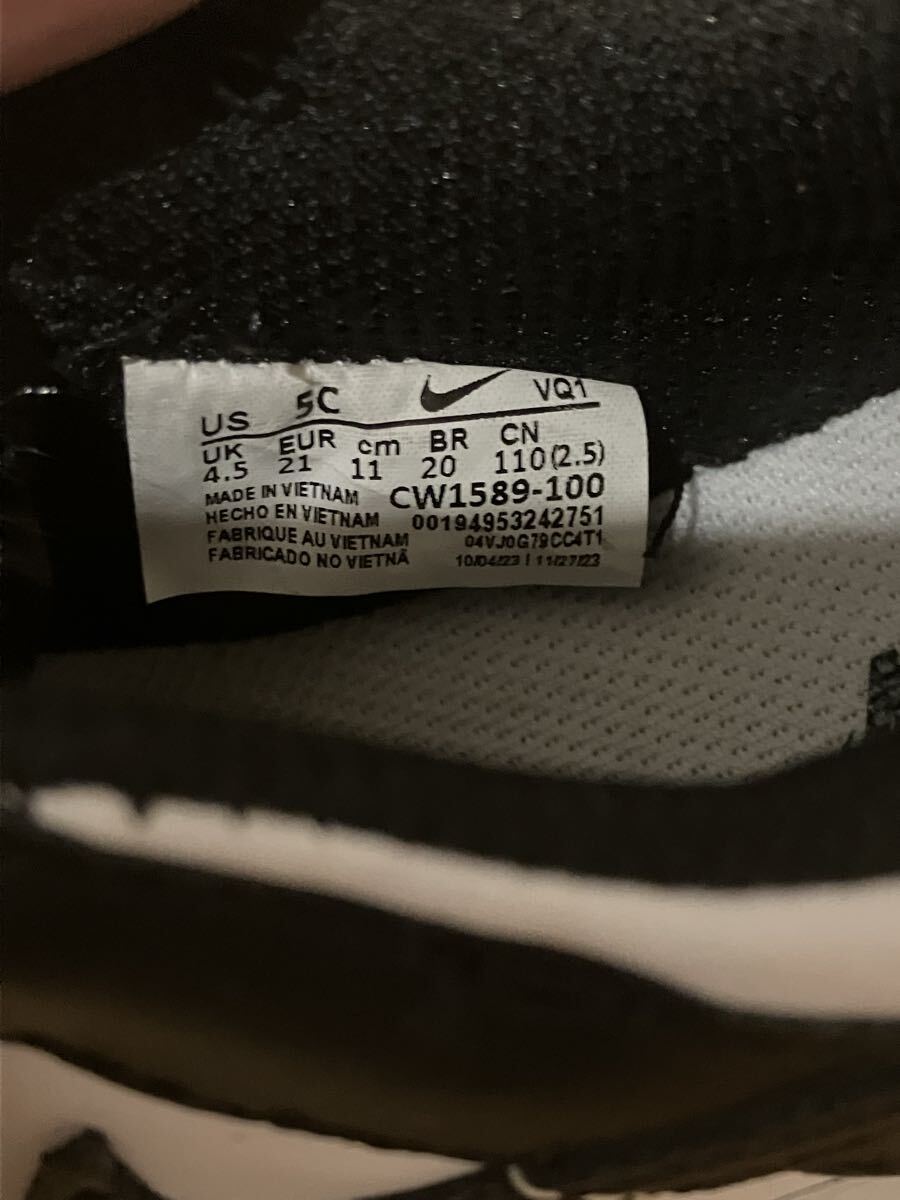 US 5C VQ1
UK EUR cm BR CN
4.5 21 11 20 110(2.5)
MADE IN VIETNAM CW1589-100
HECHO EN VIETNAM 00194953242751
FABRIQUE AU VIETNAM 04VJ0G79CC4T1
FABRICADO NO VIETNÃ 10/04/23 | 11/27/23